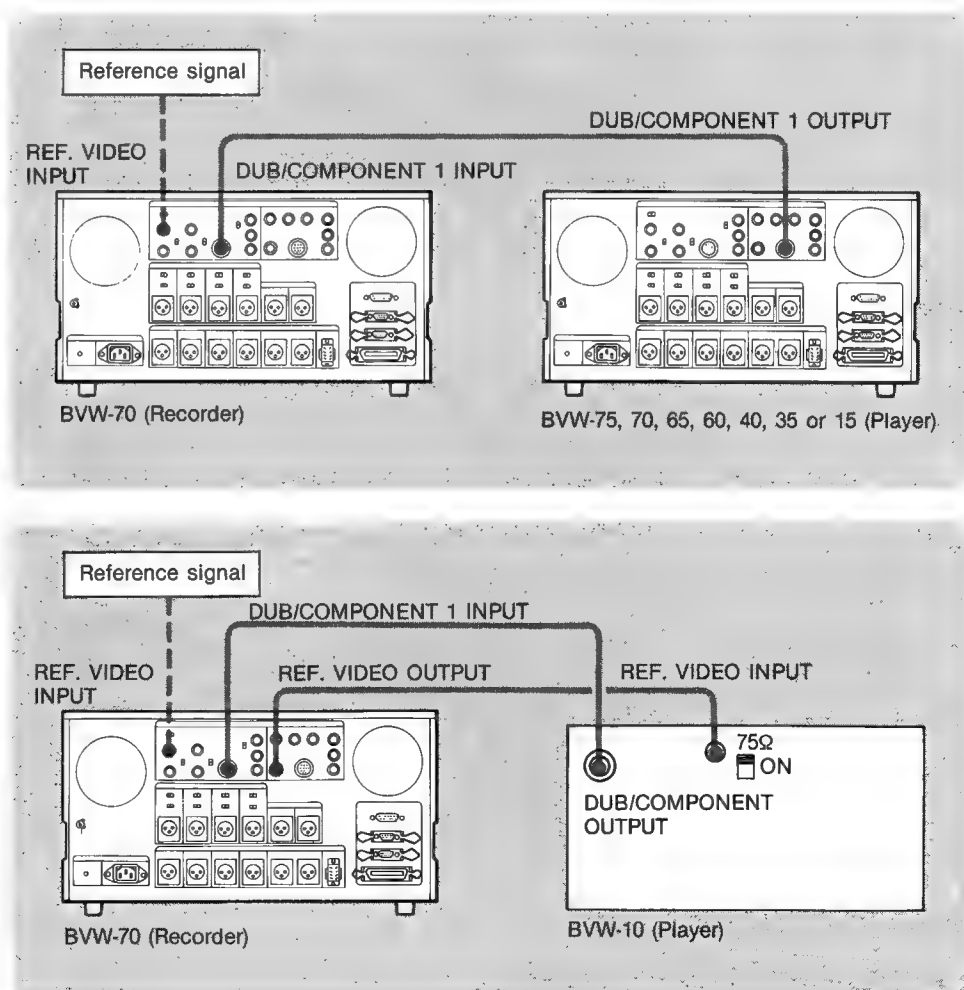 Reference signal
DUB/COMPONENT 1 OUTPUT
REF. VIDEO
INPUT
DUB/COMPONENT 1 INPUT
BVW-70 (Recorder)
BVW-75, 70, 65, 60, 40, 35 or 15 (Player)
Reference signal
DUB/COMPONENT 1 INPUT
REF. VIDEO
INPUT
REF. VIDEO OUTPUT
REF. VIDEO INPUT
75Ω
ON
DUB/COMPONENT
OUTPUT
BVW-70 (Recorder)
BVW-10 (Player)